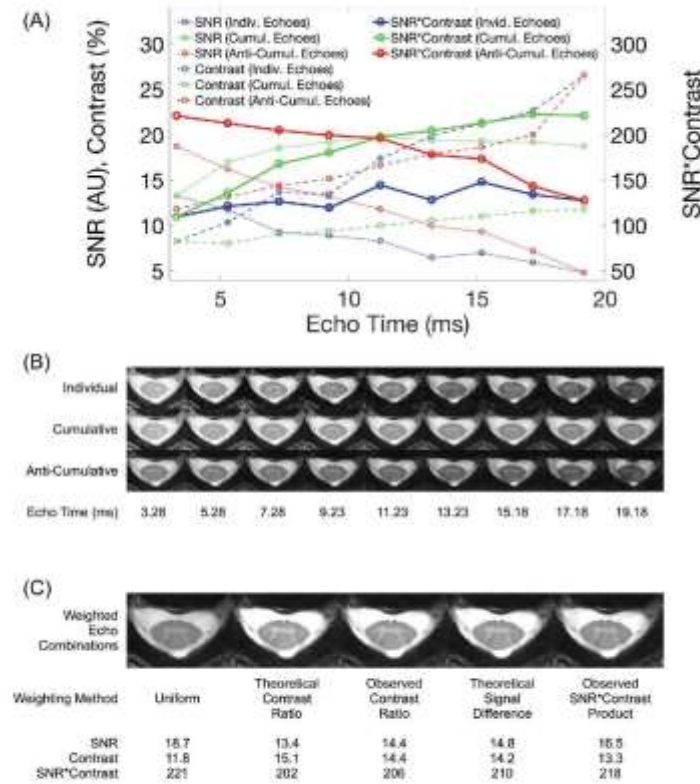 (A)
SNR (Indiv. Echoes)
SNR (Cumul. Echoes)
SNR (Anti-Cumul. Echoes)
Contrast (Indiv. Echoes)
Contrast (Cumul. Echoes)
Contrast (Anti-Cumul. Echoes)
SNR*Contrast (Invid. Echoes)
SNR*Contrast (Cumul. Echoes)
SNR*Contrast (Anti-Cumul. Echoes)
SNR (AU), Contrast (%)
30
25
20
15
10
5
300
250
200
150
100
50
SNR*Contrast
5 10 15 20
Echo Time (ms)
(B)
Individual
Cumulative
Anti-Cumulative
Echo Time (ms) 3.28 5.28 7.28 9.23 11.23 13.23 15.18 17.18 19.18
(C)
Weighted
Echo
Combinations
Weighting Method Uniform Theoretical Contrast Ratio Observed Contrast Ratio Theoretical Signal Difference Observed SNR*Contrast Product
SNR 18.7 13.4 14.4 14.8 16.5
Contrast 11.8 15.1 14.4 14.2 13.3
SNR*Contrast 221 202 206 210 218